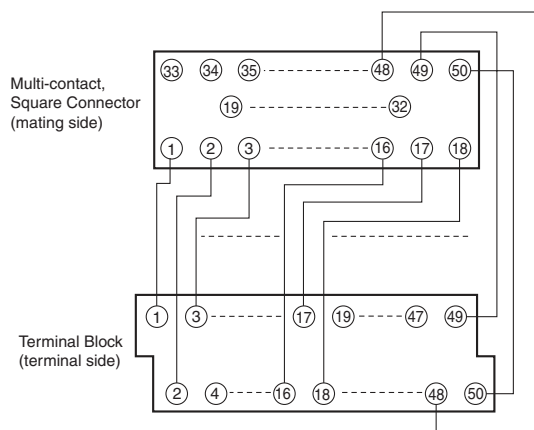 33 34 35 48 49 50
Multi-contact,
Square Connector
(mating side)
19 32
1 2 3 16 17 18
1 3 17 19 47 49
Terminal Block
(terminal side)
2 4 16 18 48 50